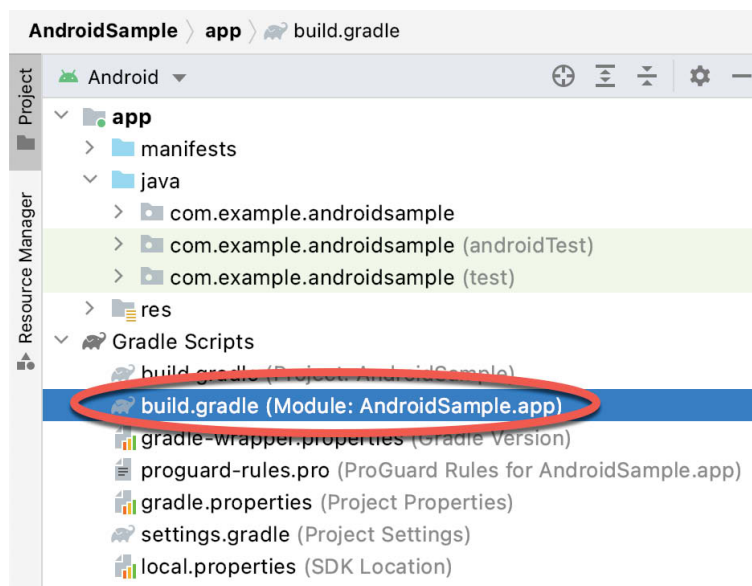 AndroidSample app build.gradle
Project
Resource Manager
Android
app
manifests
java
com.example.androidsample
com.example.androidsample (androidTest)
com.example.androidsample (test)
res
Gradle Scripts
build.gradle (Project: AndroidSample)
build.gradle (Module: AndroidSample.app)
gradle-wrapper.properties (Gradle Version)
proguard-rules.pro (ProGuard Rules for AndroidSample.app)
gradle.properties (Project Properties)
settings.gradle (Project Settings)
local.properties (SDK Location)